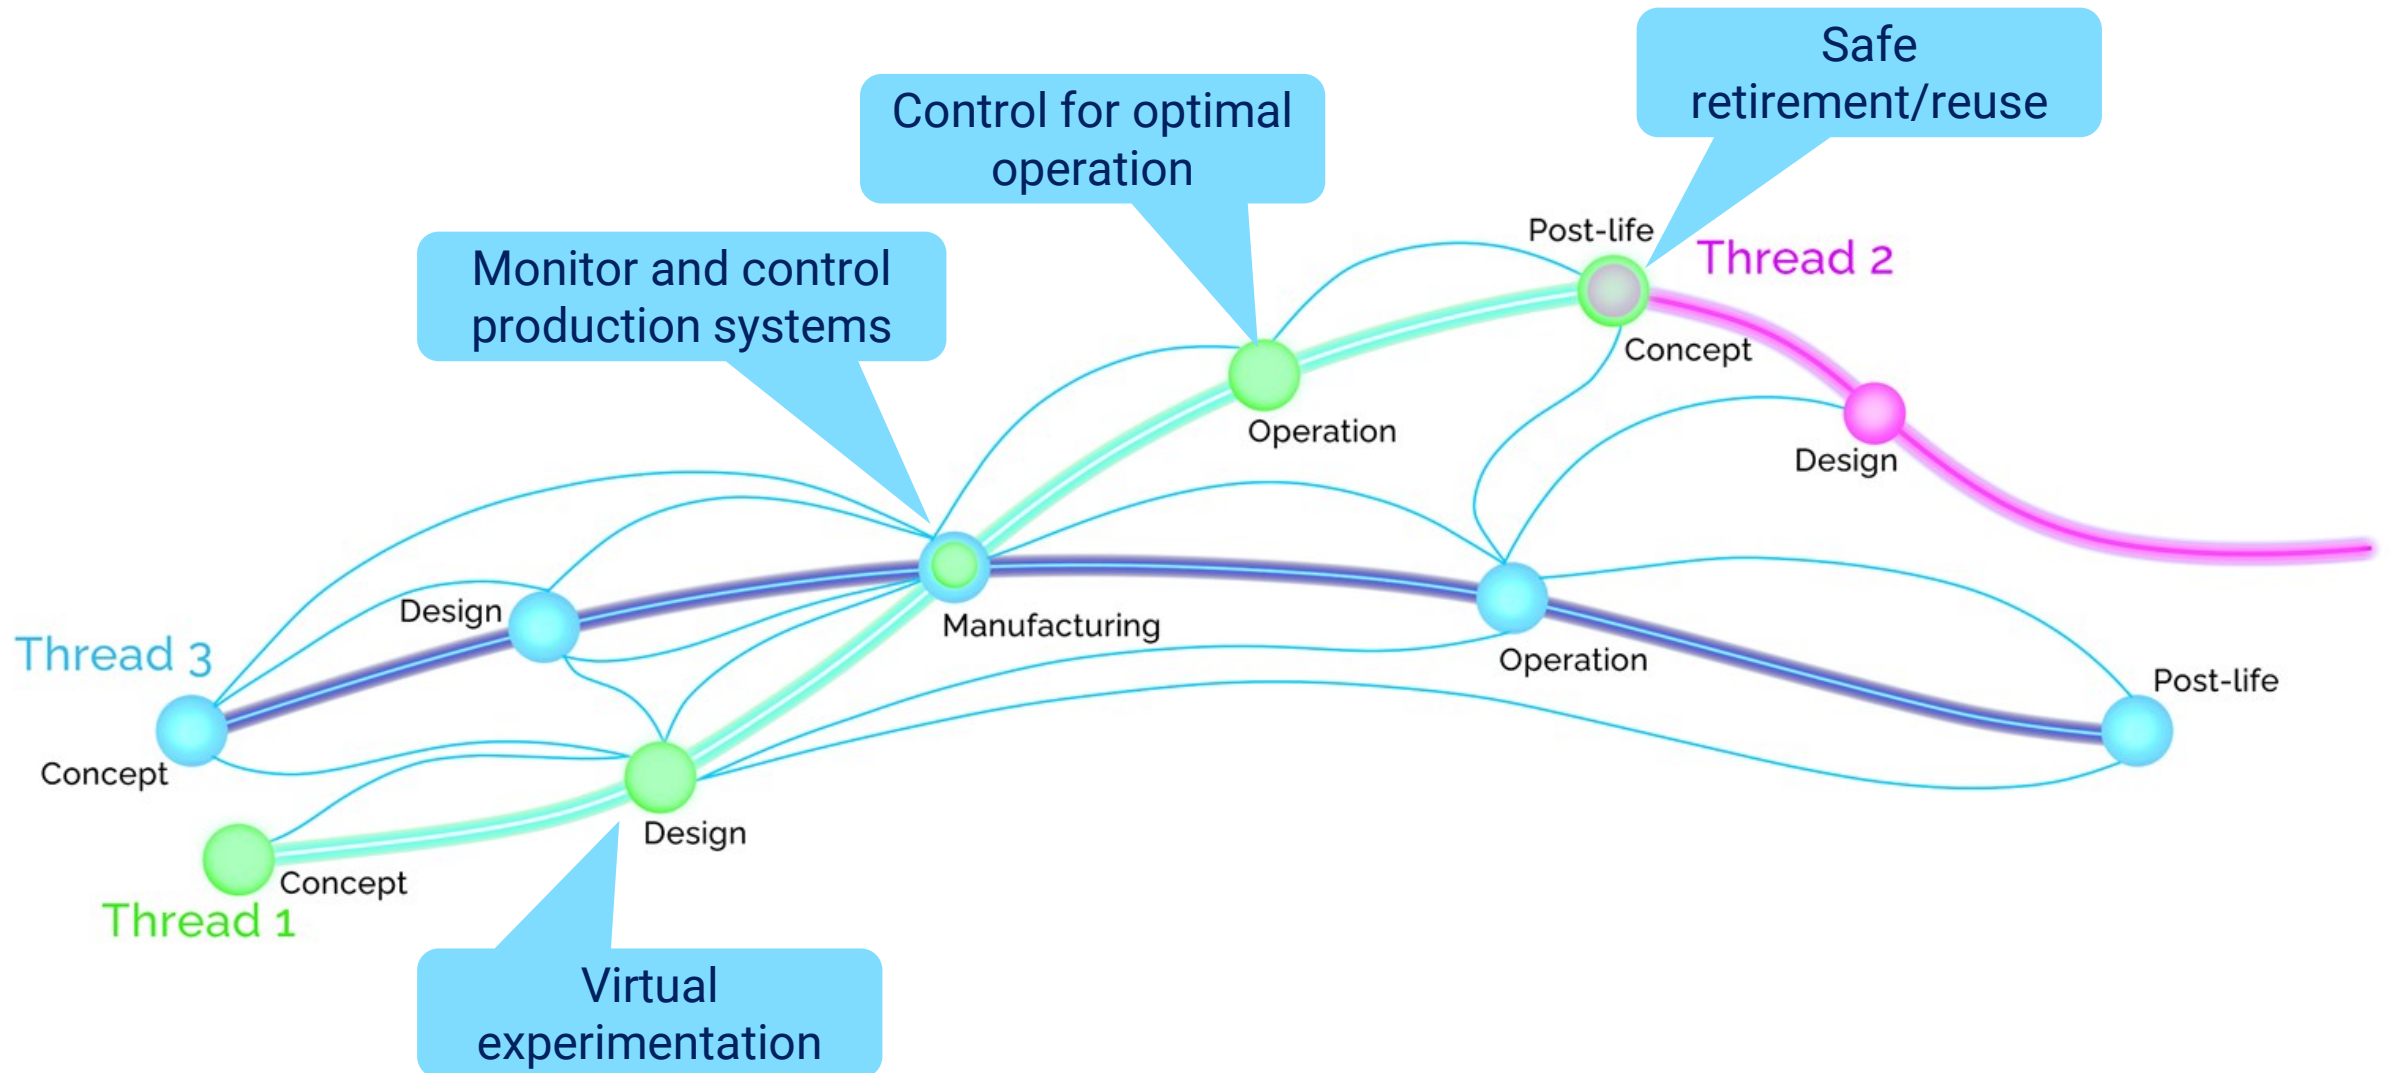 Safe
retirement/reuse
Control for optimal
operation
Monitor and control
production systems
Post-life
Thread 2
Concept
Operation
Design
Design
Manufacturing
Thread 3
Operation
Post-life
Concept
Design
Concept
Thread 1
Virtual
experimentation